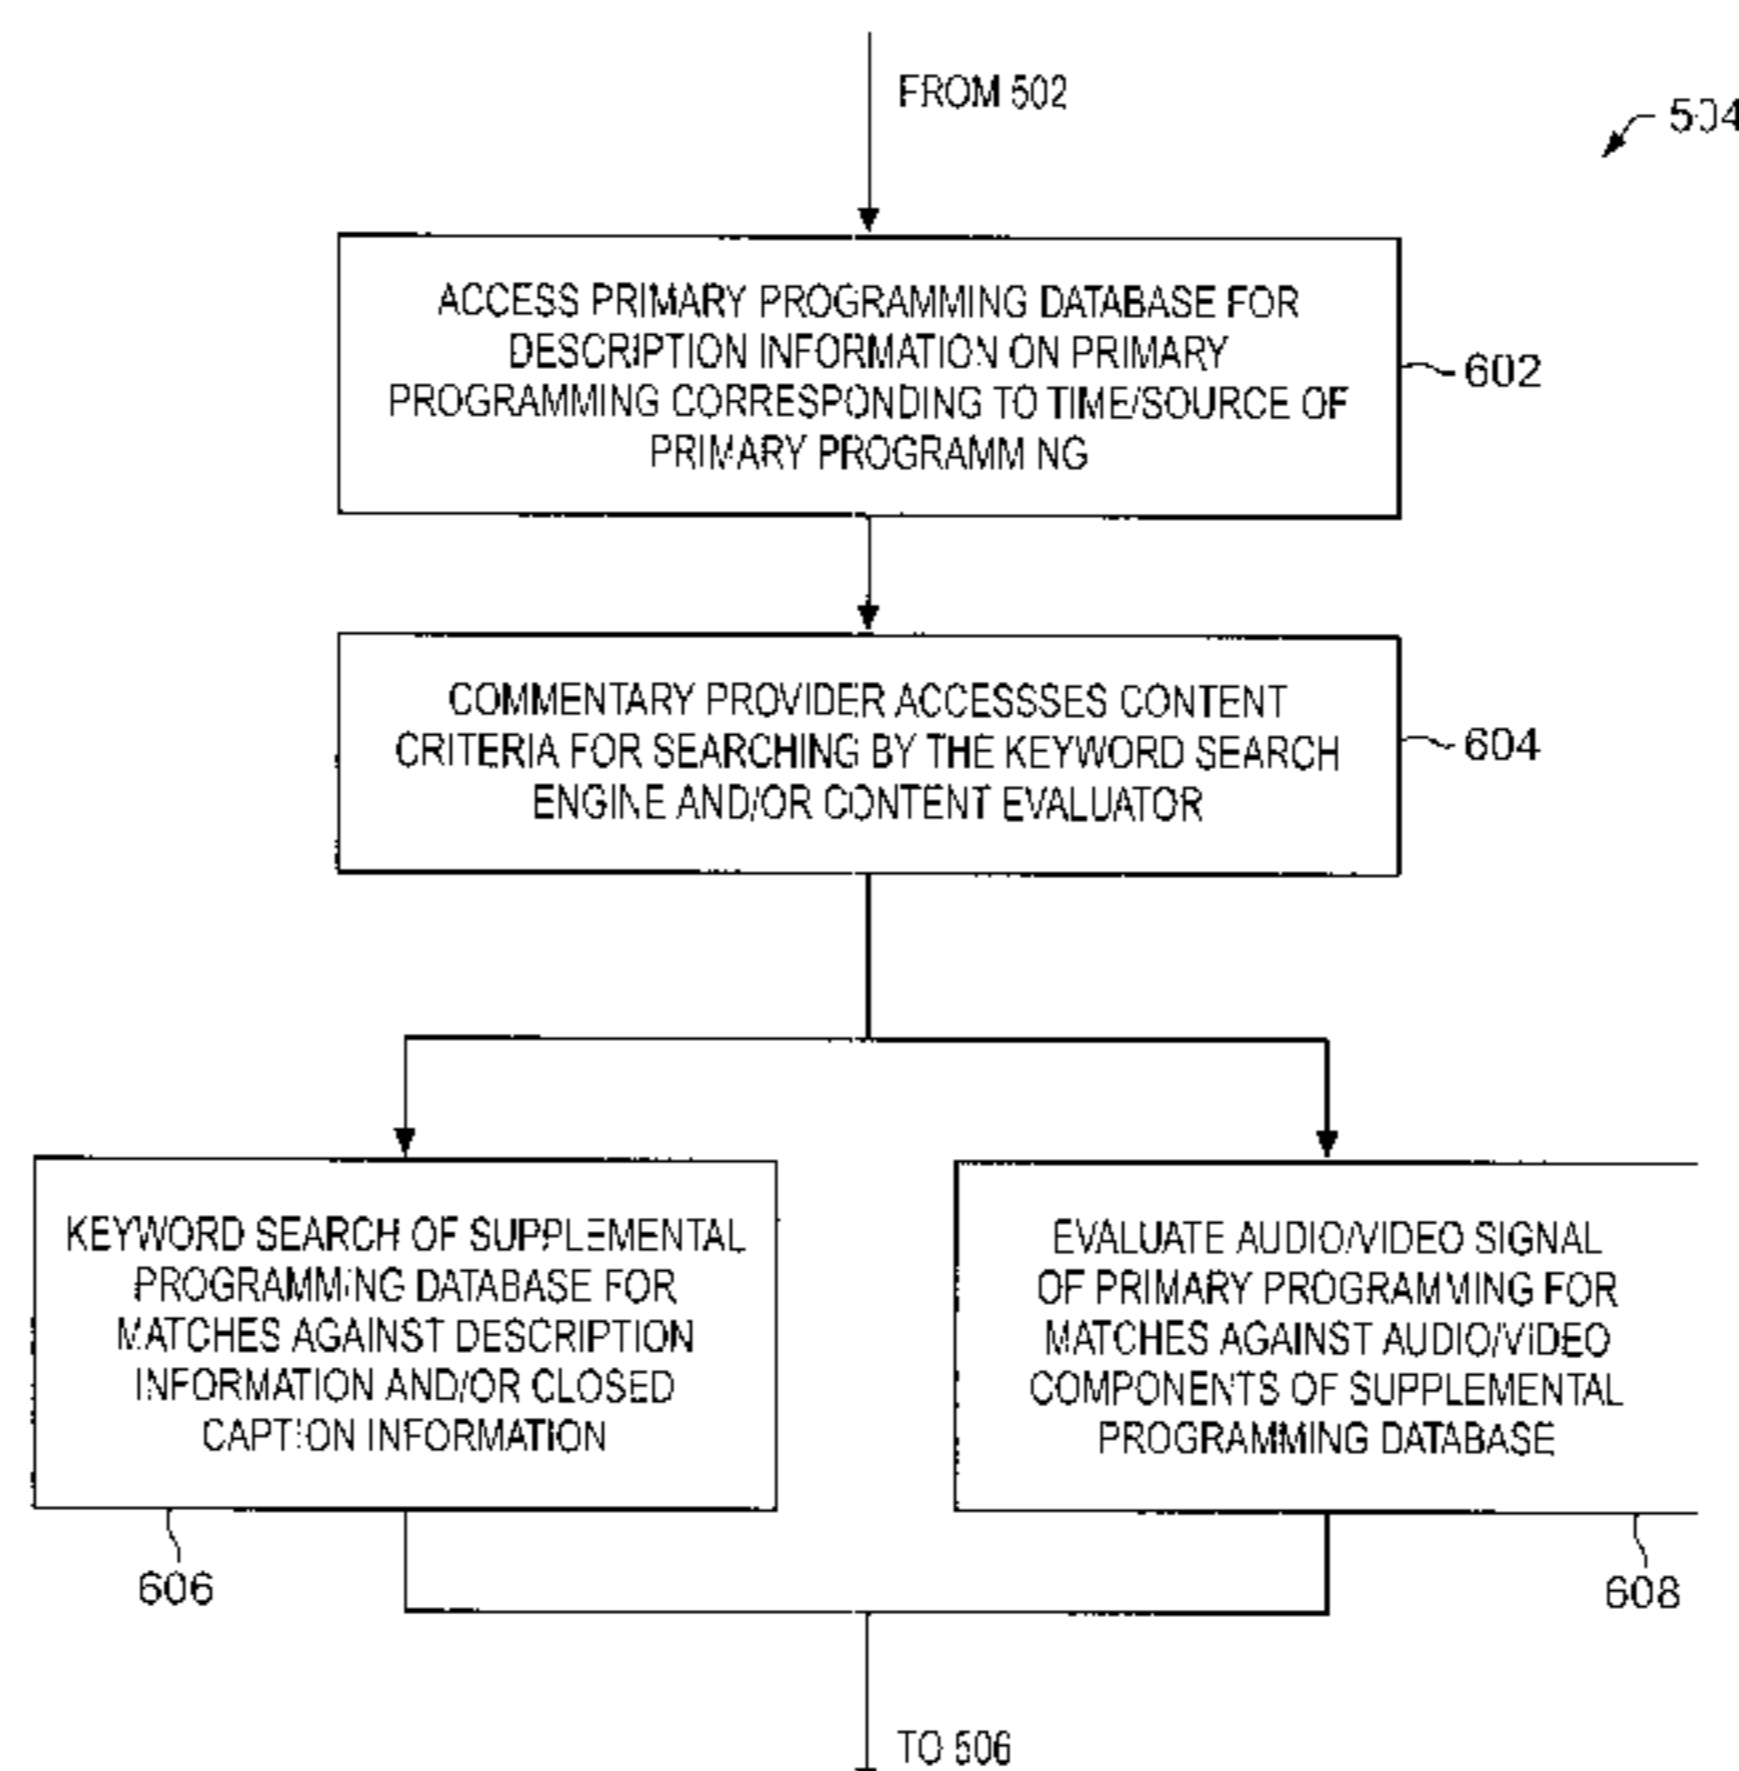 FROM 502
504
ACCESS PRIMARY PROGRAMMING DATABASE FOR
DESCRIPTION INFORMATION ON PRIMARY
PROGRAMMING CORRESPONDING TO TIME/SOURCE OF
PRIMARY PROGRAMMING
602
COMMENTARY PROVIDER ACCESSSES CONTENT
CRITERIA FOR SEARCHING BY THE KEYWORD SEARCH
ENGINE AND/OR CONTENT EVALUATOR
604
KEYWORD SEARCH OF SUPPLEMENTAL
PROGRAMMING DATABASE FOR
MATCHES AGAINST DESCRIPTION
INFORMATION AND/OR CLOSED
CAPTION INFORMATION
606
EVALUATE AUDIO/VIDEO SIGNAL
OF PRIMARY PROGRAMMING FOR
MATCHES AGAINST AUDIO/VIDEO
COMPONENTS OF SUPPLEMENTAL
PROGRAMMING DATABASE
608
TO 506